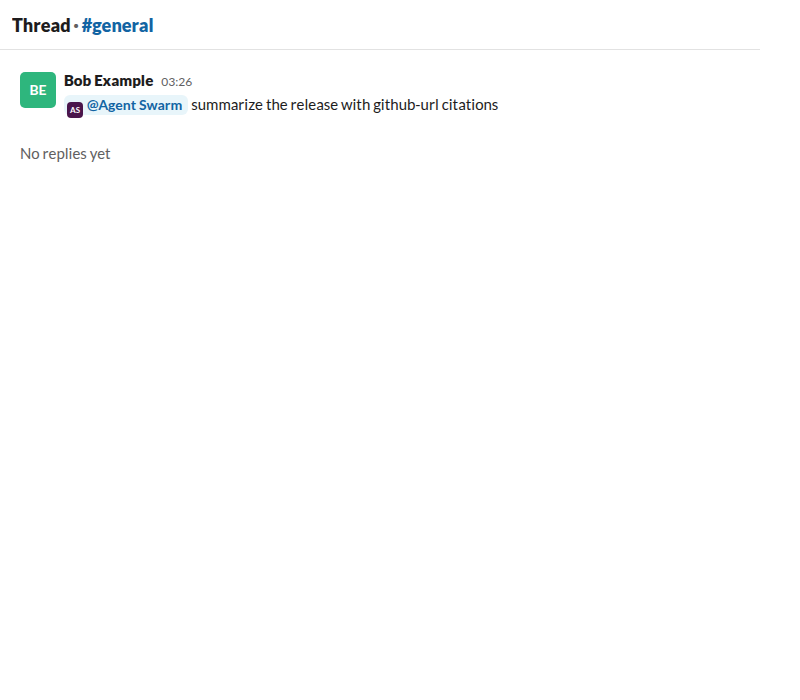 Thread • #general
BE
Bob Example 03:26
AS @Agent Swarm summarize the release with github-url citations
No replies yet